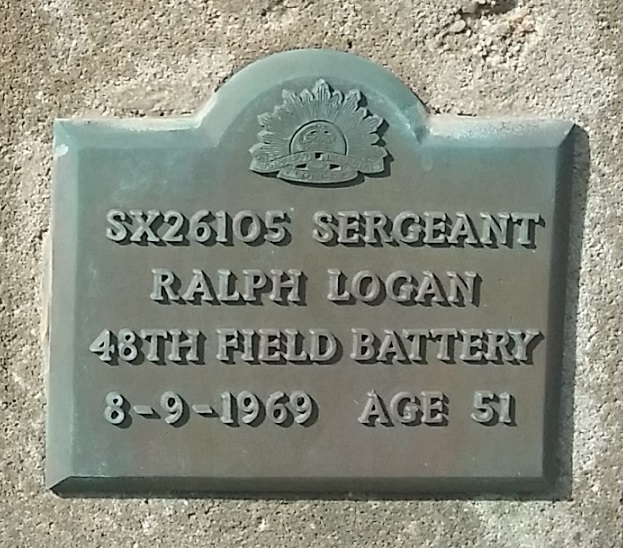 SX26105 SERGEANT
RALPH LOGAN
48TH FIELD BATTERY
8-9-1969 AGE 51